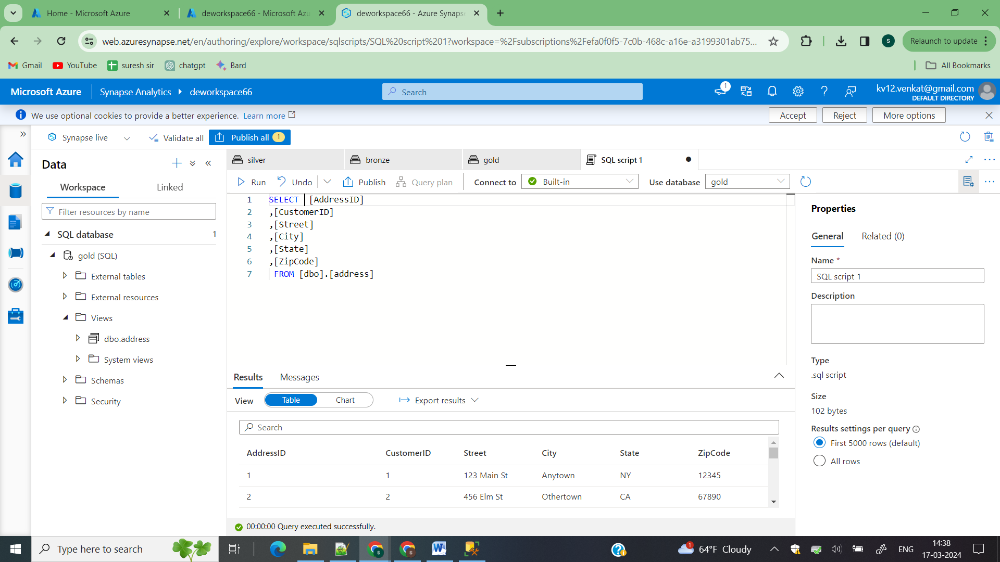 Home - Microsoft Azure
deworkspace66 - Microsoft Azu
deworkspace66 - Azure Synapse
web.azuresynapse.net/en/authoring/explore/workspace/sqlscripts/SQL%20script%201?workspace=%2Fsubscriptions%2Fefa0f0f5-7c0b-468c-a16e-a3199301ab75...
S
Relaunch to update
Gmail
YouTube
suresh sir
chatgpt
Bard
All Bookmarks
Microsoft Azure
Synapse Analytics
deworkspace66
Search
1
kv12.venkat@gmail.com
DEFAULT DIRECTORY
We use optional cookies to provide a better experience. Learn more
Accept
Reject
More options
Synapse live
Validate all
Publish all 1
Data
Workspace
Linked
Filter resources by name
SQL database 1
gold (SQL)
External tables
External resources
Views
dbo.address
System views
Schemas
Security
silver
bronze
gold
SQL script 1
Run
Undo
Publish
Query plan
Connect to
Built-in
Use database
gold
1 SELECT [AddressID]
2 ,[CustomerID]
3 ,[Street]
4 ,[City]
5 ,[State]
6 ,[ZipCode]
7 FROM [dbo].[address]
Results
Messages
View
Table
Chart
Export results
Search
AddressID CustomerID Street City State ZipCode
1 1 123 Main St Anytown NY 12345
2 2 456 Elm St Othertown CA 67890
00:00:00 Query executed successfully.
Properties
General
Related (0)
Name *
SQL script 1
Description
Type
.sql script
Size
102 bytes
Results settings per query
First 5000 rows (default)
All rows
Type here to search
1
64°F Cloudy
ENG
14:38
17-03-2024